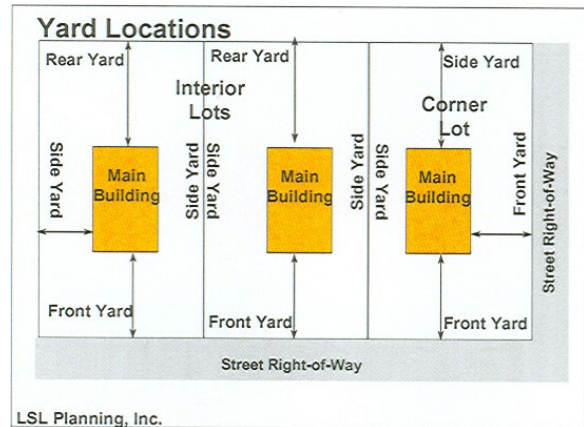 Yard Locations
Rear Yard
Rear Yard
Side Yard
Interior
Lots
Corner
Lot
Side Yard
Main
Building
Side Yard
Side Yard
Main
Building
Side Yard
Side Yard
Main
Building
Front Yard
Street Right-of-Way
Front Yard
Front Yard
Front Yard
Street Right-of-Way
LSL Planning, Inc.